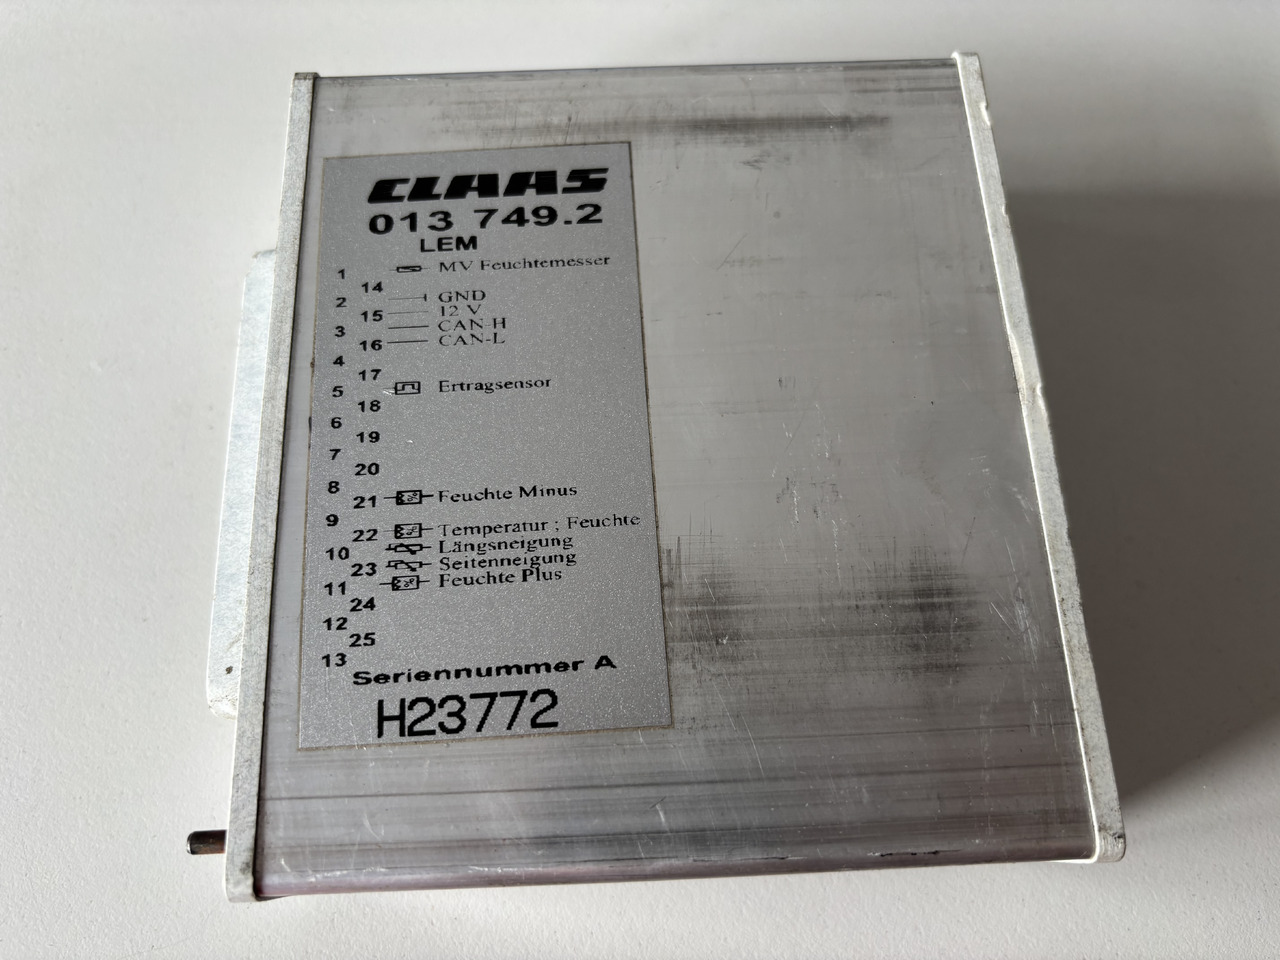 CLAAS
013 749.2
LEM
1 MV Feuchtemesser
14
2 GND
15 12 V
3 CAN-H
16 CAN-L
4
17
5 Ertragsensor
18
6
19
7
20
8
21 Feuchte Minus
9
22 Temperatur ; Feuchte
10 Längsneigung
23 Seitenneigung
11 Feuchte Plus
24
12
25
13
Seriennummer A
H23772